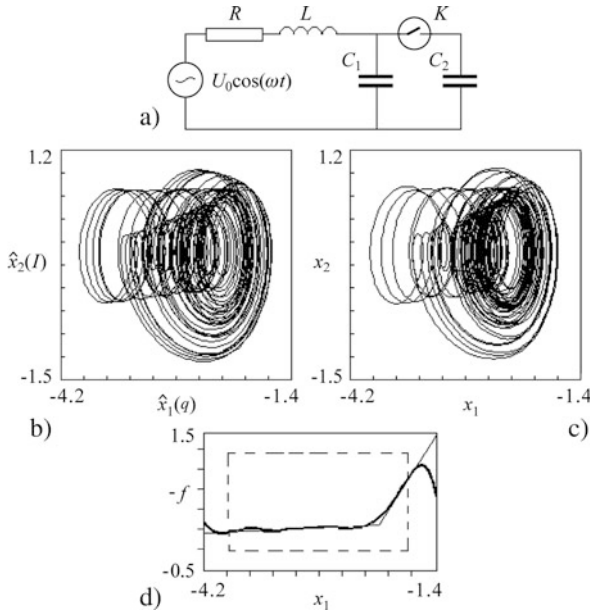 R L K
C₁ C₂
U₀cos(ωt)
a)
1.2 1.2
x̂₂(I) x₂
-1.5 -1.5
-4.2 -1.4 -4.2 -1.4
x̂₁(q) x₁
b) c)
1.5
-f
-0.5
-4.2 -1.4
d) x₁